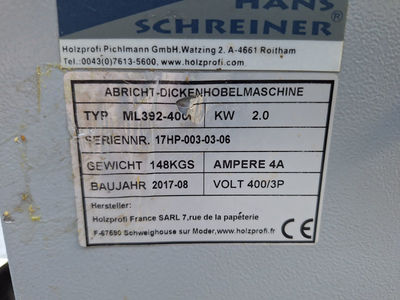 HANS
SCHREINER®
Holzprofi Pichlmann GmbH,Watzing 2. A-4661 Roitham
Tel.:0043(0)7613-5600, www.holzprofi.com
ABRICHT-DICKENHOBELMASCHINE
TYP ML392-400 KW 2.0
SERIENNR. 17HP-003-03-06
GEWICHT 148KGS AMPERE 4A
BAUJAHR 2017-08 VOLT 400/3P
Hersteller:
Holzprofi France SARL 7,rue de la papeterie
F-67590 Schweighouse sur Moder,www.holzprofi.fr CE